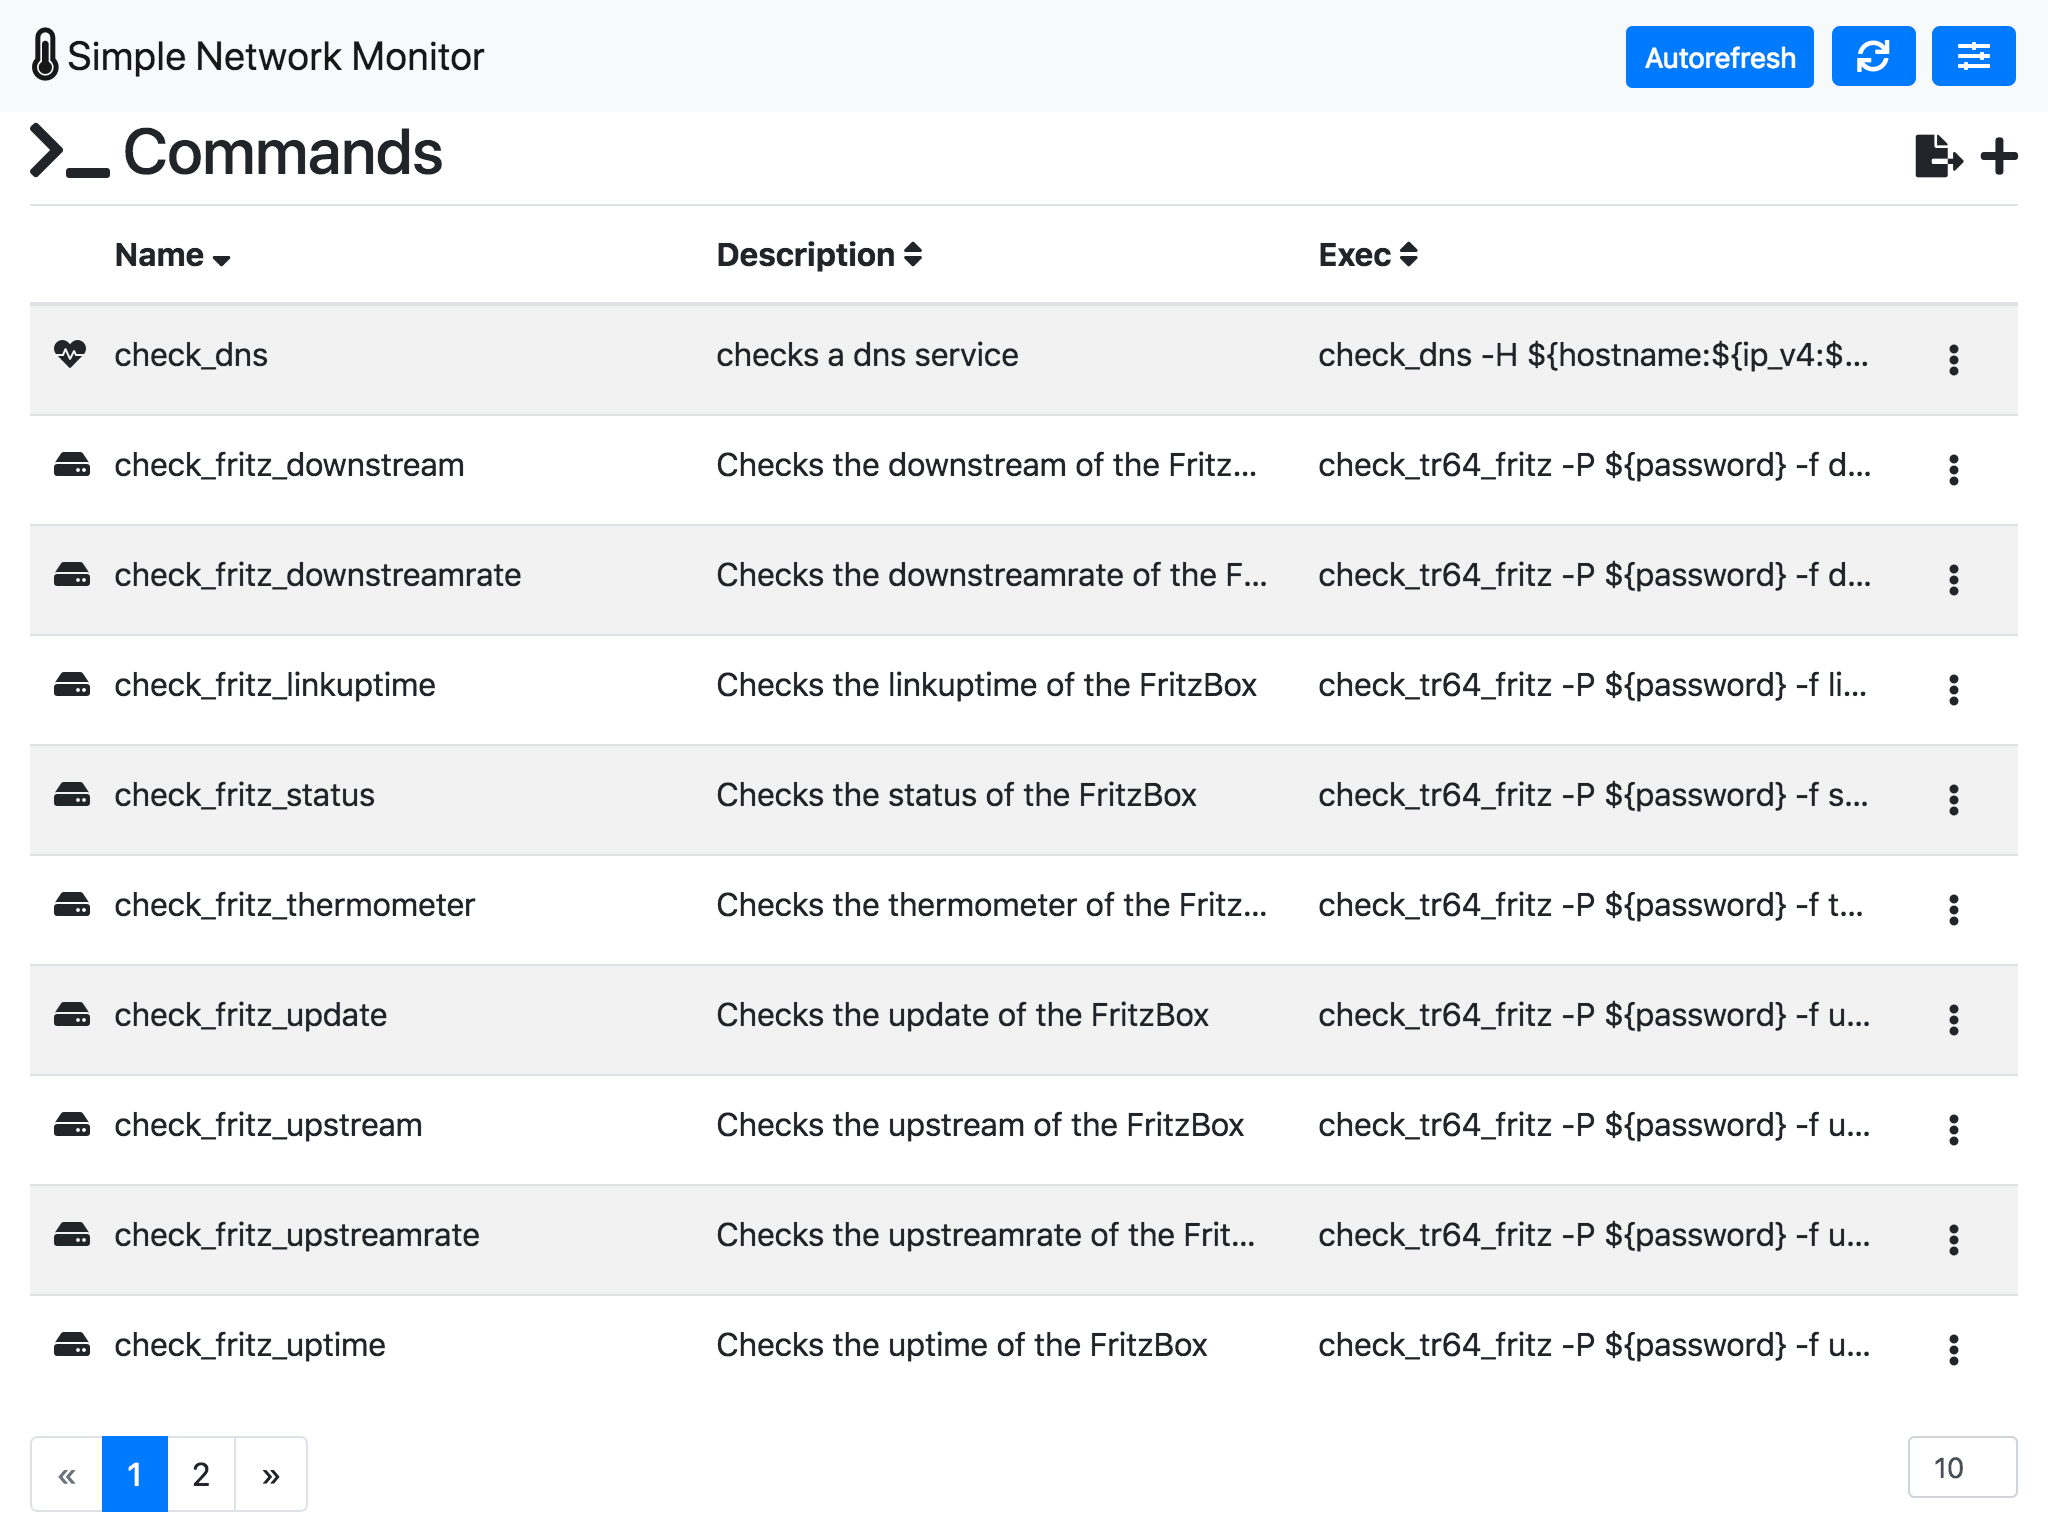 Simple Network Monitor
Autorefresh
Commands
Name Description Exec
check_dns checks a dns service check_dns -H ${hostname:${ip_v4:$...
check_fritz_downstream Checks the downstream of the Fritz... check_tr64_fritz -P ${password} -f d...
check_fritz_downstreamrate Checks the downstreamrate of the F... check_tr64_fritz -P ${password} -f d...
check_fritz_linkuptime Checks the linkuptime of the FritzBox check_tr64_fritz -P ${password} -f li...
check_fritz_status Checks the status of the FritzBox check_tr64_fritz -P ${password} -f s...
check_fritz_thermometer Checks the thermometer of the Fritz... check_tr64_fritz -P ${password} -f t...
check_fritz_update Checks the update of the FritzBox check_tr64_fritz -P ${password} -f u...
check_fritz_upstream Checks the upstream of the FritzBox check_tr64_fritz -P ${password} -f u...
check_fritz_upstreamrate Checks the upstreamrate of the Frit... check_tr64_fritz -P ${password} -f u...
check_fritz_uptime Checks the uptime of the FritzBox check_tr64_fritz -P ${password} -f u...
« 1 2 » 10